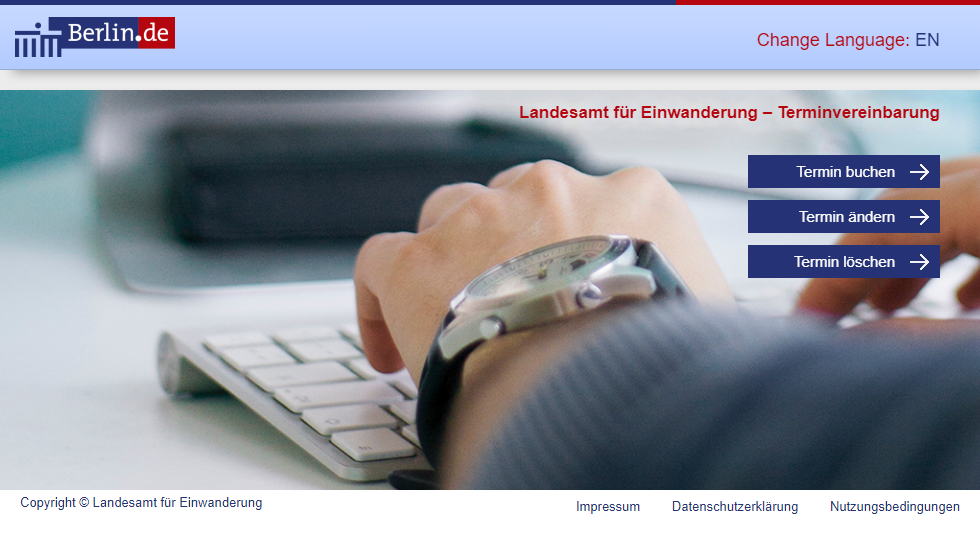 Berlin.de
Change Language: EN
Landesamt für Einwanderung – Terminvereinbarung
Termin buchen
Termin ändern
Termin löschen
Copyright © Landesamt für Einwanderung
Impressum Datenschutzerklärung Nutzungsbedingungen